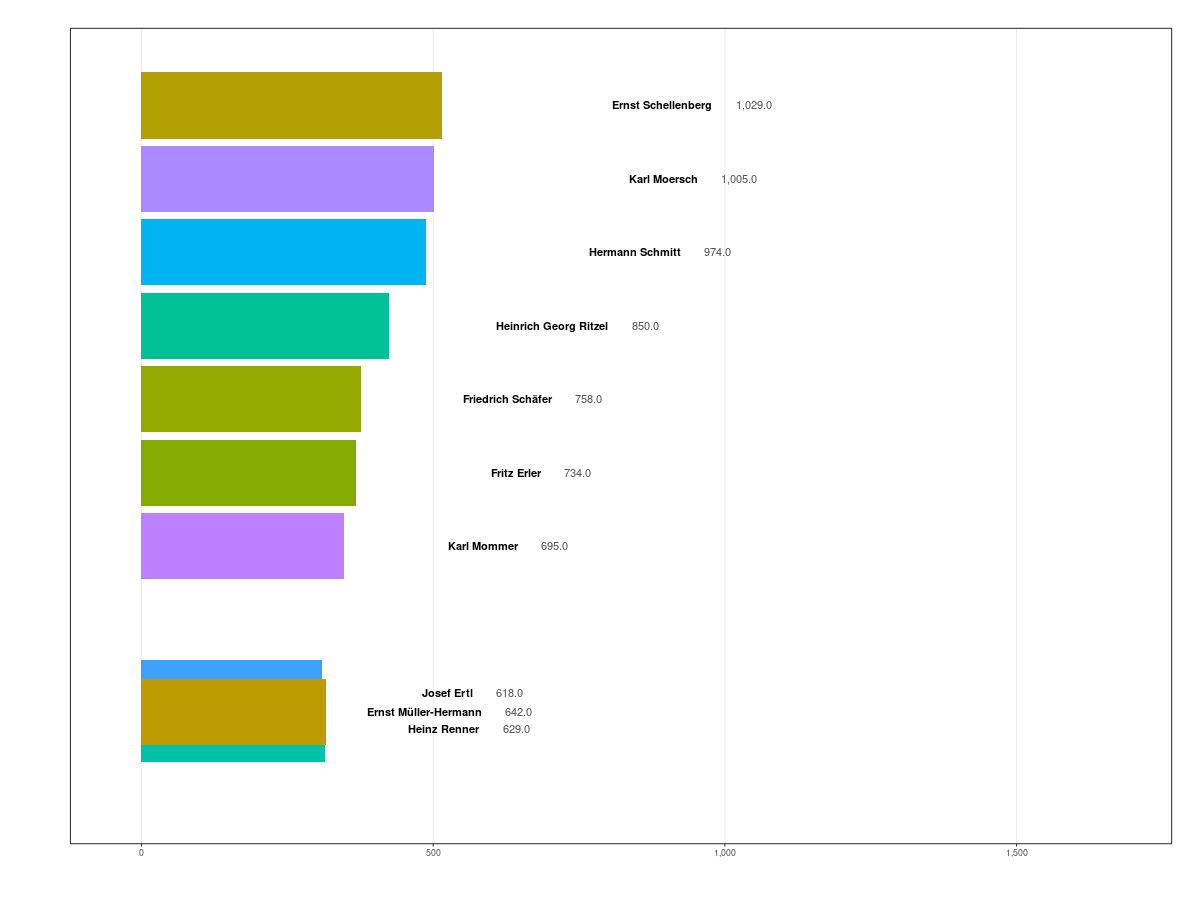 Ernst Schellenberg 1,029.0
Karl Moersch 1,005.0
Hermann Schmitt 974.0
Heinrich Georg Ritzel 850.0
Friedrich Schäfer 758.0
Fritz Erler 734.0
Karl Mommer 695.0
Josef Ertl 618.0
Ernst Müller-Hermann 642.0
Heinz Renner 629.0
0 500 1,000 1,500